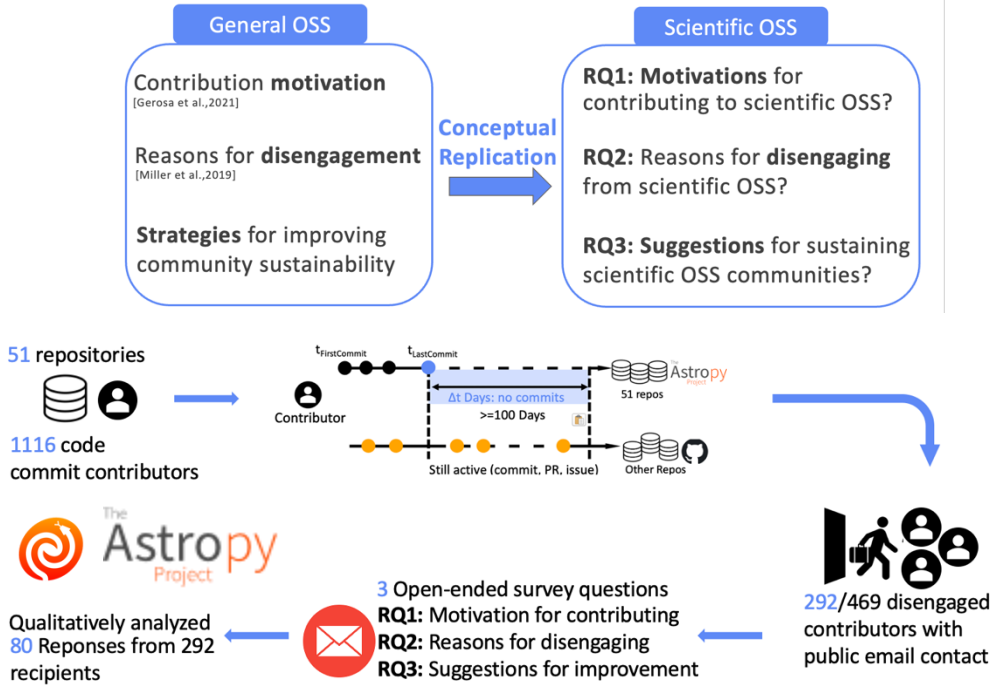 General OSS
Contribution motivation
[Gerosa et al.,2021]
Reasons for disengagement
[Miller et al.,2019]
Strategies for improving
community sustainability
Conceptual
Replication
Scientific OSS
RQ1: Motivations for
contributing to scientific OSS?
RQ2: Reasons for disengaging
from scientific OSS?
RQ3: Suggestions for sustaining
scientific OSS communities?
51 repositories
1116 code
commit contributors
tFirstCommit
tLastCommit
Contributor
Δt Days: no commits
>=100 Days
The
Astropy
Project
51 repos
Still active (commit, PR, issue)
Other Repos
292/469 disengaged
contributors with
public email contact
3 Open-ended survey questions
RQ1: Motivation for contributing
RQ2: Reasons for disengaging
RQ3: Suggestions for improvement
The
Astropy
Project
Qualitatively analyzed
80 Reponses from 292
recipients